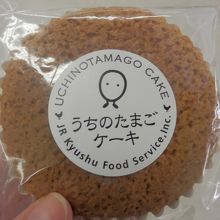 UCHINOTAMAGO CAKE
うちのたまご
ケーキ
JR Kyushu Food Service,Inc.